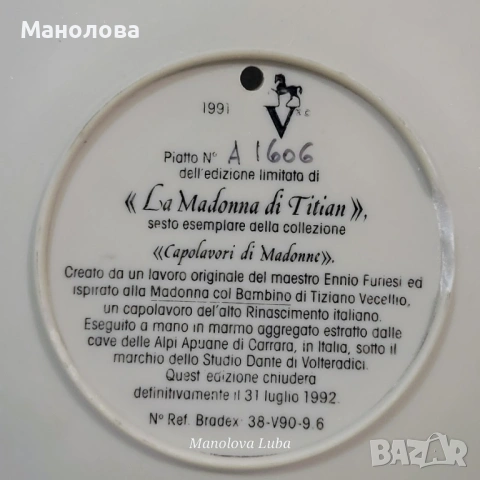 Манолова
1991
V
N.C
Piatto N° A 1606
dell'edizione limitata di
«La Madonna di Titian»,
sesto esemplare della collezione
«Capolavori di Madonne».
Creato da un lavoro originale del maestro Ennio Furiesi ed
ispirato alla Madonna col Bambino di Tiziano Vecellio,
un capolavoro dell'alto Rinascimento italiano.
Eseguito a mano in marmo aggregato estratto dalle
cave delle Alpi Apuane di Carrara, in Italia, sotto il
marchio dello Studio Dante di Volteradici.
Quest edizione chiuderà
definitivamente il 31 luglio 1992.
N° Ref. Bradex: 38-V90-9.6
Manolova Luba
BAZAR